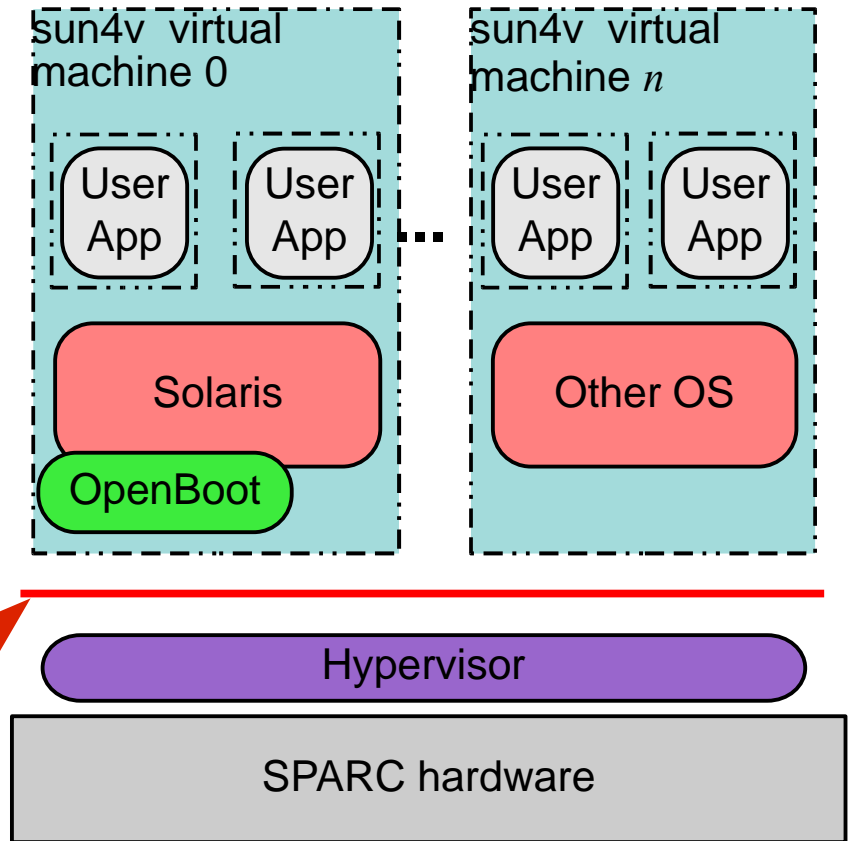 sun4v virtual
machine 0
User
App
User
App
Solaris
OpenBoot
...
sun4v virtual
machine n
User
App
User
App
Other OS
Hypervisor
SPARC hardware